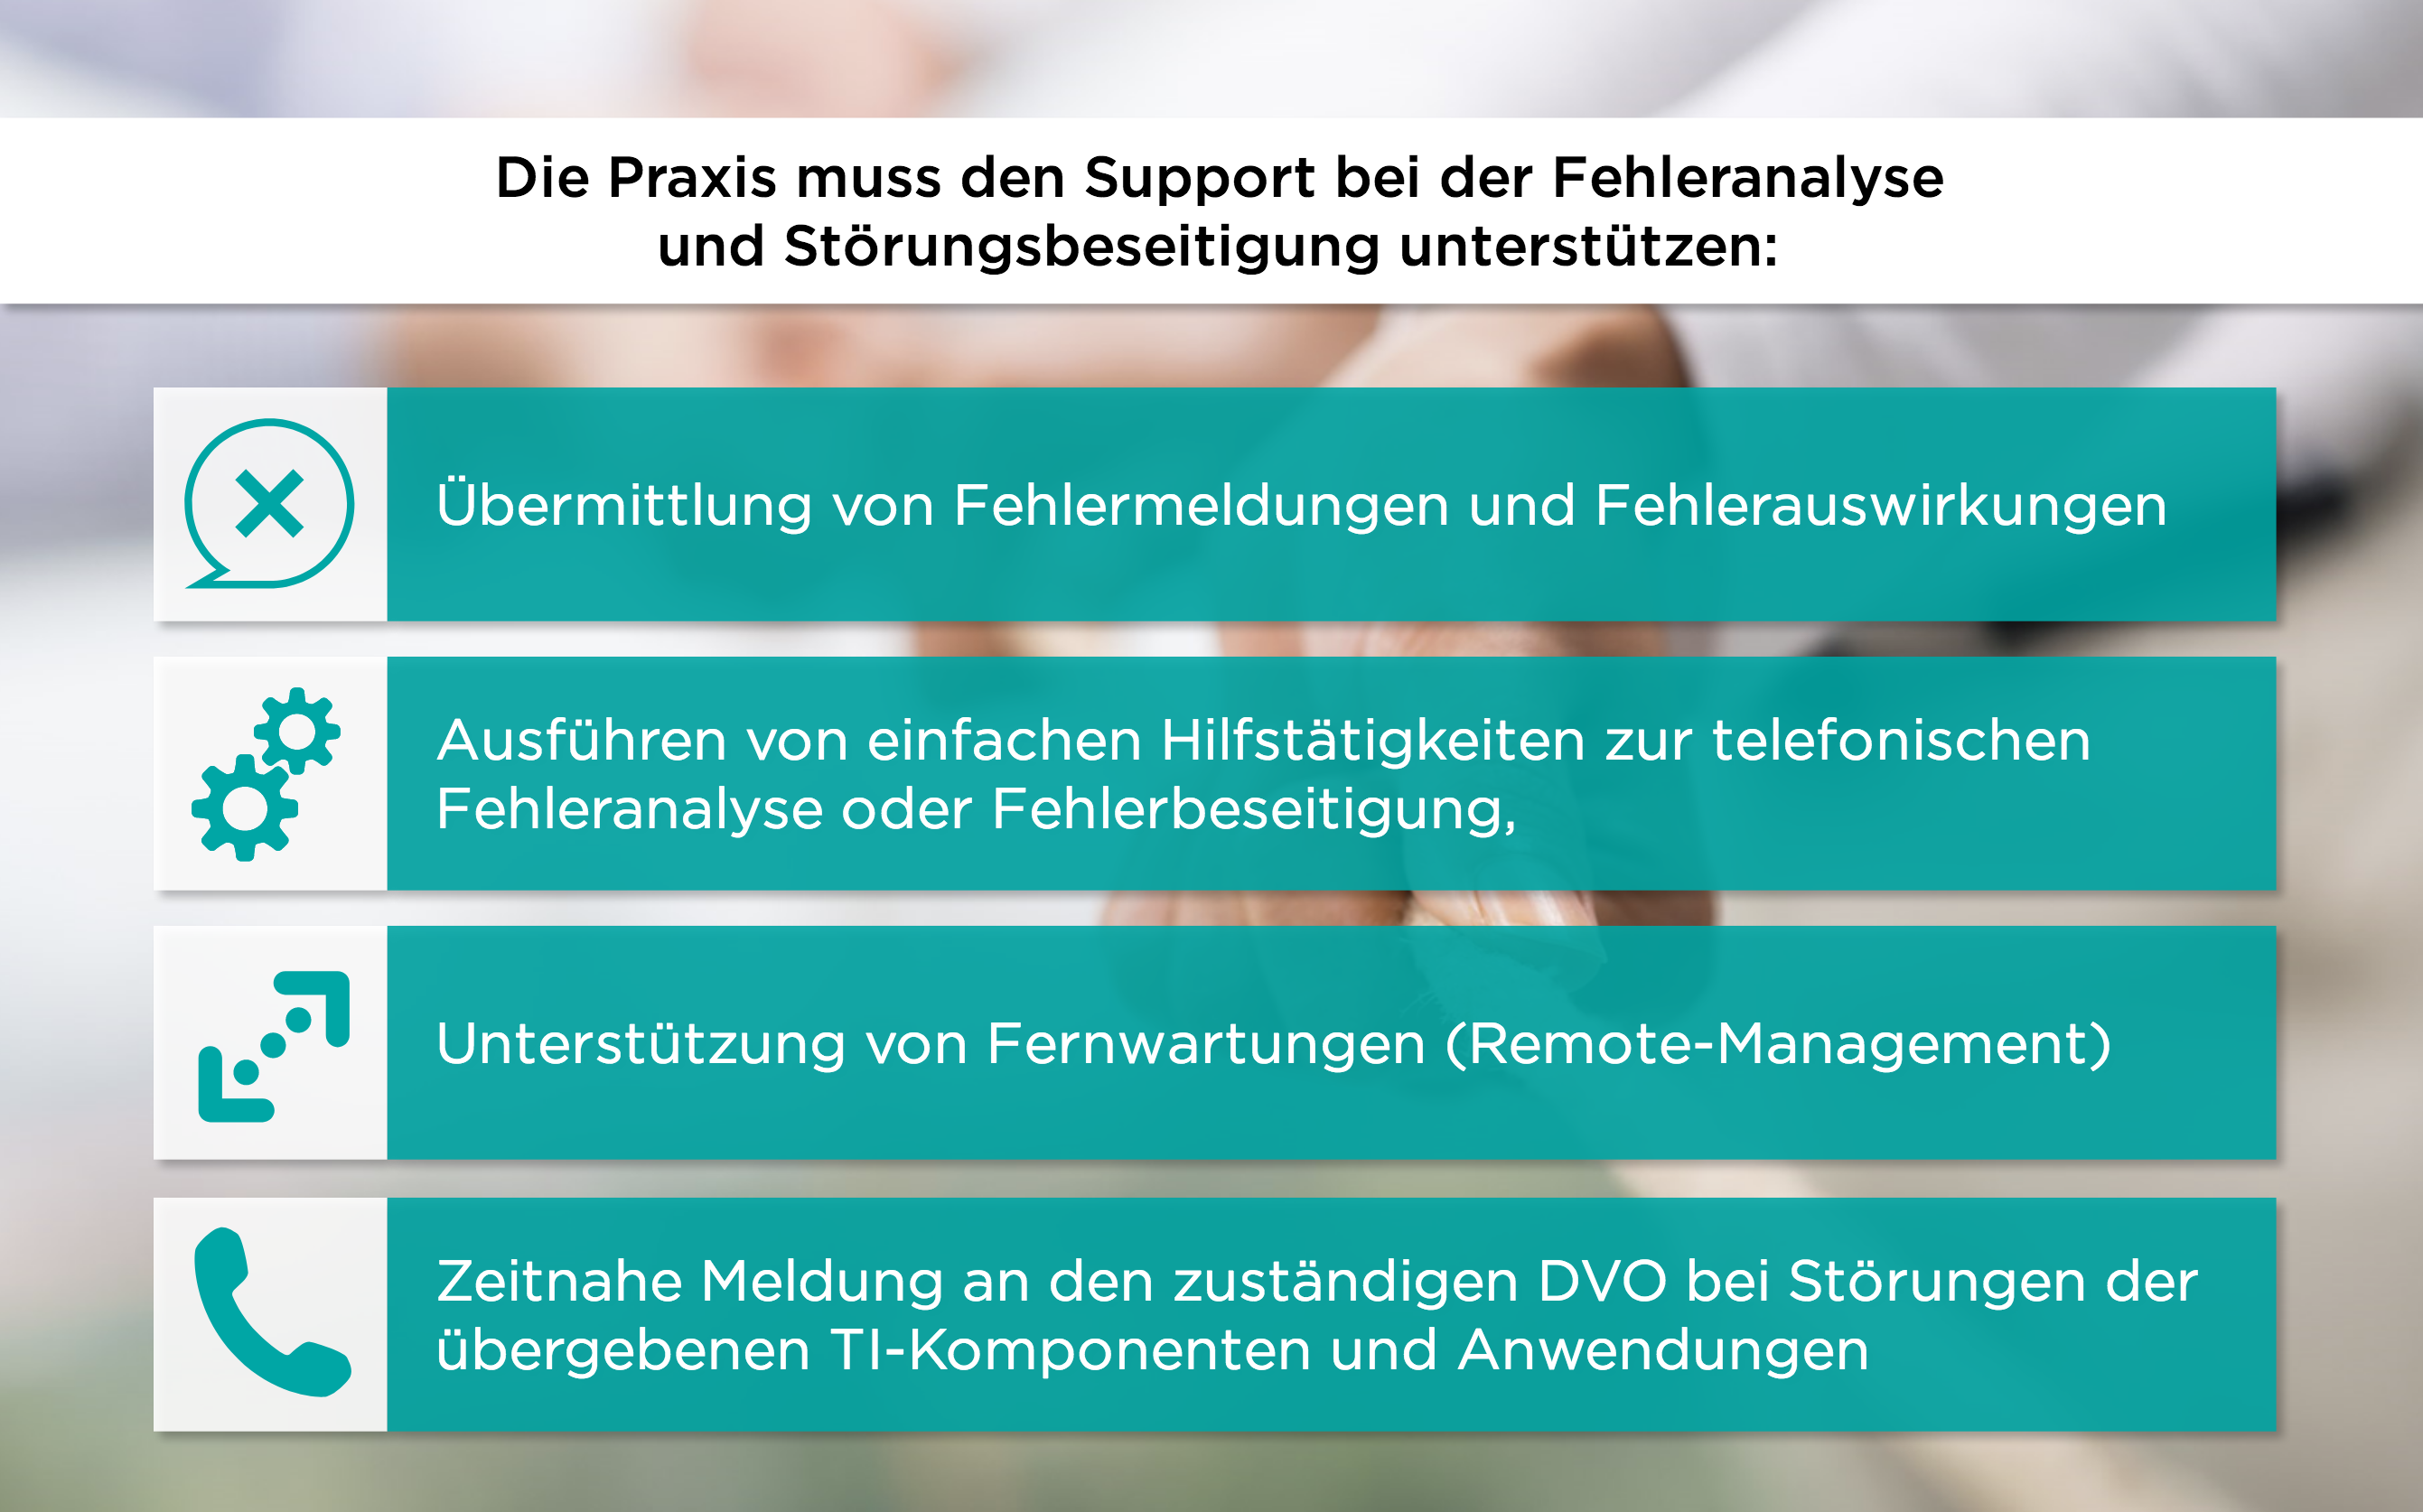 Die Praxis muss den Support bei der Fehleranalyse
und Störungsbeseitigung unterstützen:
Übermittlung von Fehlermeldungen und Fehlerauswirkungen
Ausführen von einfachen Hilfstätigkeiten zur telefonischen
Fehleranalyse oder Fehlerbeseitigung,
Unterstützung von Fernwartungen (Remote-Management)
Zeitnahe Meldung an den zuständigen DVO bei Störungen der
übergebenen TI-Komponenten und Anwendungen